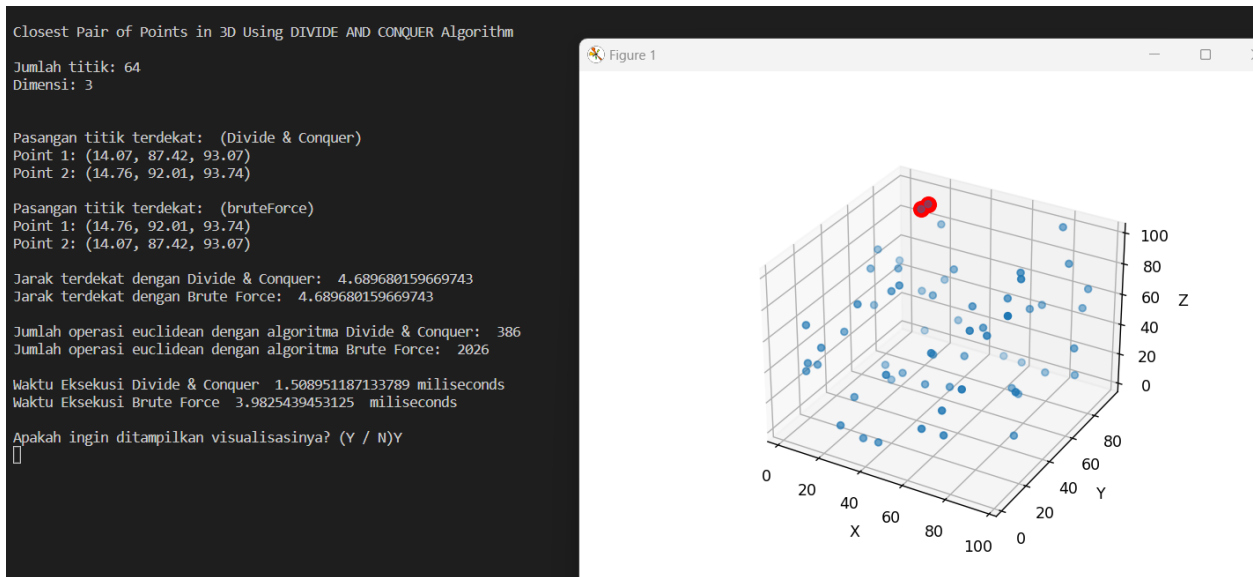 Closest Pair of Points in 3D Using DIVIDE AND CONQUER Algorithm
Jumlah titik: 64
Dimensi: 3
Pasangan titik terdekat:  (Divide & Conquer)
Point 1: (14.07, 87.42, 93.07)
Point 2: (14.76, 92.01, 93.74)
Pasangan titik terdekat:  (bruteForce)
Point 1: (14.76, 92.01, 93.74)
Point 2: (14.07, 87.42, 93.07)
Jarak terdekat dengan Divide & Conquer:  4.689680159669743
Jarak terdekat dengan Brute Force:  4.689680159669743
Jumlah operasi euclidean dengan algoritma Divide & Conquer:  386
Jumlah operasi euclidean dengan algoritma Brute Force:  2026
Waktu Eksekusi Divide & Conquer  1.508951187133789 miliseconds
Waktu Eksekusi Brute Force  3.9825439453125  miliseconds
Apakah ingin ditampilkan visualisasinya? (Y / N)Y
Figure 1
100
80
60
Z
40
20
0
80
60
40
Y
20
0
0
20
40
X
60
80
100